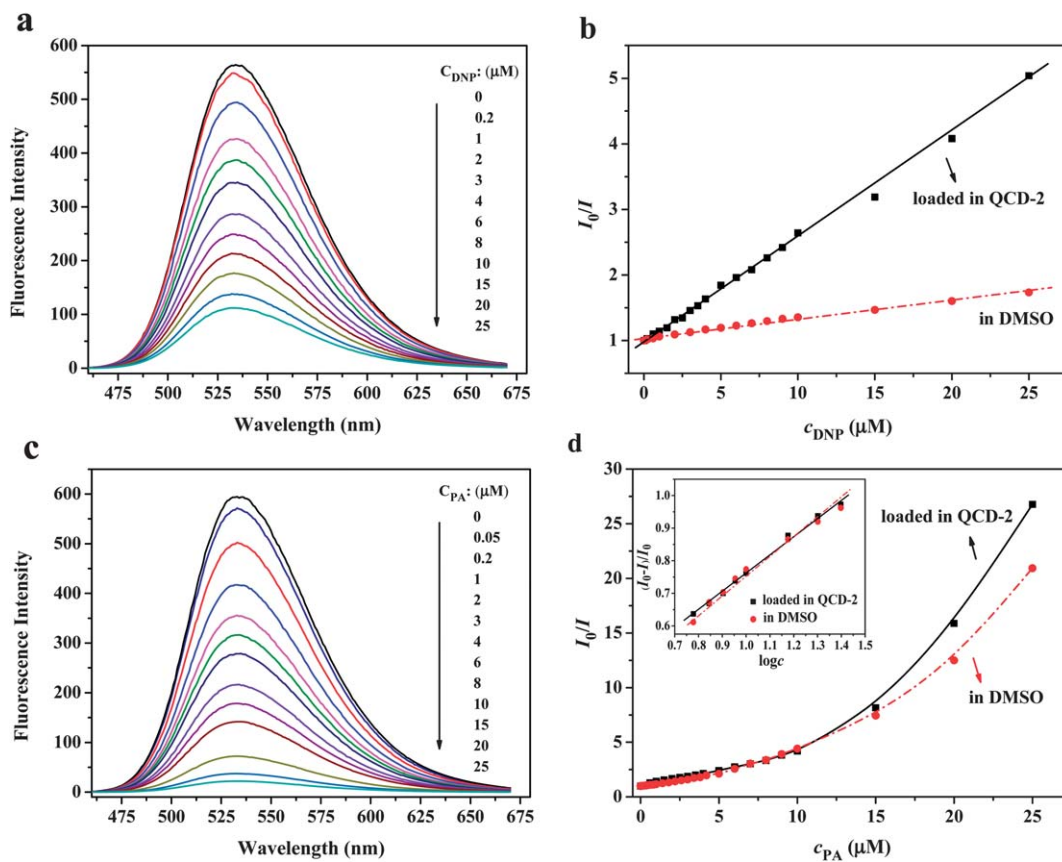 a
600
500
400
300
200
100
0
475 500 525 550 575 600 625 650 675
Fluorescence Intensity
Wavelength (nm)
C_DNP: (μM)
0
0.2
1
2
3
4
6
8
10
15
20
25
b
5
4
3
2
1
0 5 10 15 20 25
I₀/I
c_DNP (μM)
loaded in QCD-2
in DMSO
c
600
500
400
300
200
100
0
475 500 525 550 575 600 625 650 675
Fluorescence Intensity
Wavelength (nm)
C_PA: (μM)
0
0.05
0.2
1
2
3
4
6
8
10
15
20
25
d
30
25
20
15
10
5
0
0 5 10 15 20 25
I₀/I
c_PA (μM)
loaded in QCD-2
in DMSO
1.0
0.9
0.8
0.7
0.6
0.7 0.8 0.9 1.0 1.1 1.2 1.3 1.4 1.5
(I₀-I)/I₀
logc
loaded in QCD-2
in DMSO